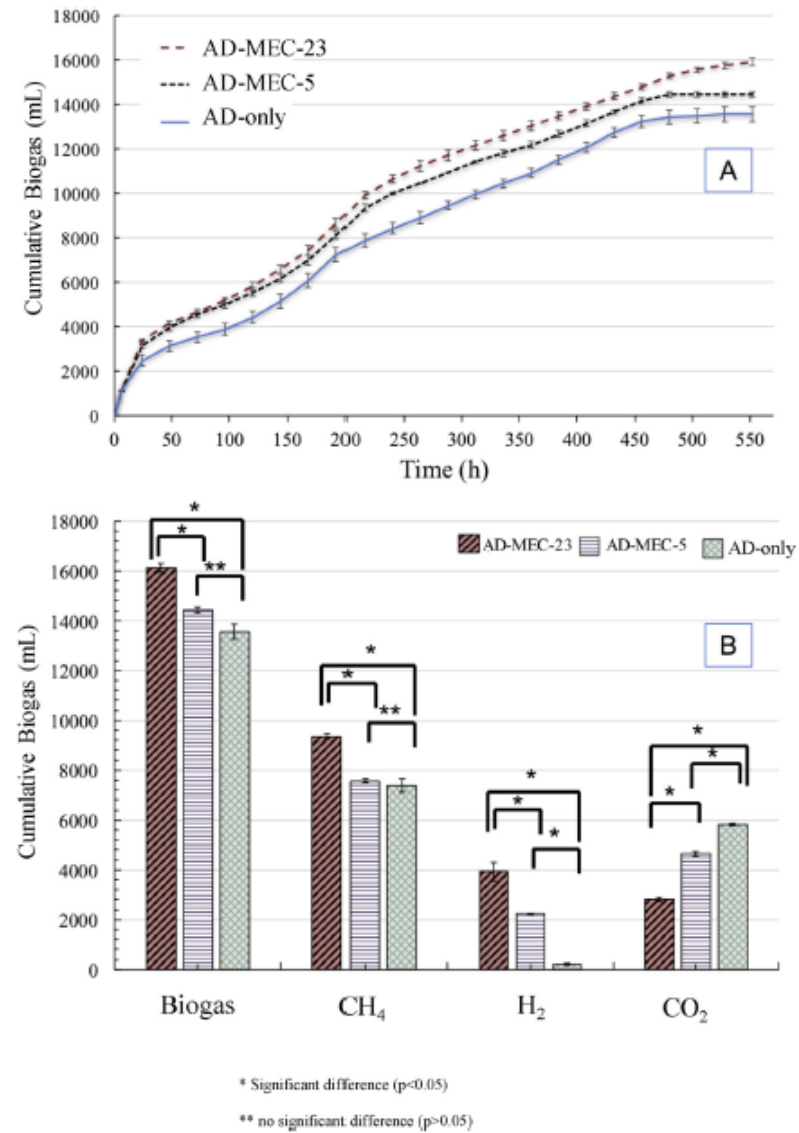 18000
16000
14000
12000
10000
8000
6000
4000
2000
0
Cumulative Biogas (mL)
AD-MEC-23
AD-MEC-5
AD-only
A
0 50 100 150 200 250 300 350 400 450 500 550
Time (h)
18000
16000
14000
12000
10000
8000
6000
4000
2000
0
Cumulative Biogas (mL)
AD-MEC-23 AD-MEC-5 AD-only
B
*
*
**
*
*
**
*
*
*
*
*
*
Biogas CH₄ H₂ CO₂
* Significant difference (p<0.05)
** no significant difference (p>0.05)